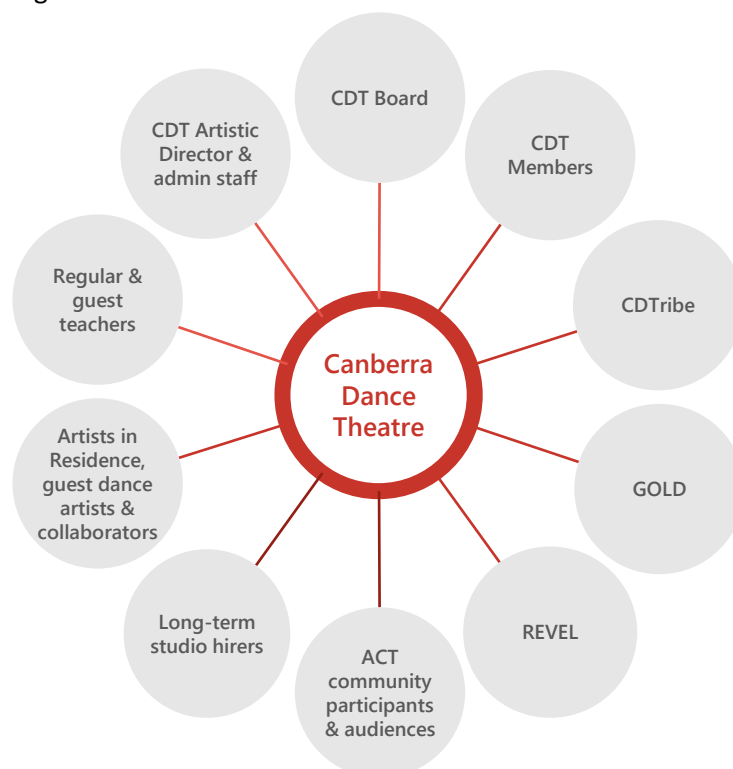 CDT Board
CDT
Members
CDTribe
GOLD
REVEL
ACT
community
participants
& audiences
Long-term
studio hirers
Artists in
Residence,
guest dance
artists &
collaborators
Regular &
guest
teachers
CDT Artistic
Director &
admin staff
Canberra
Dance
Theatre